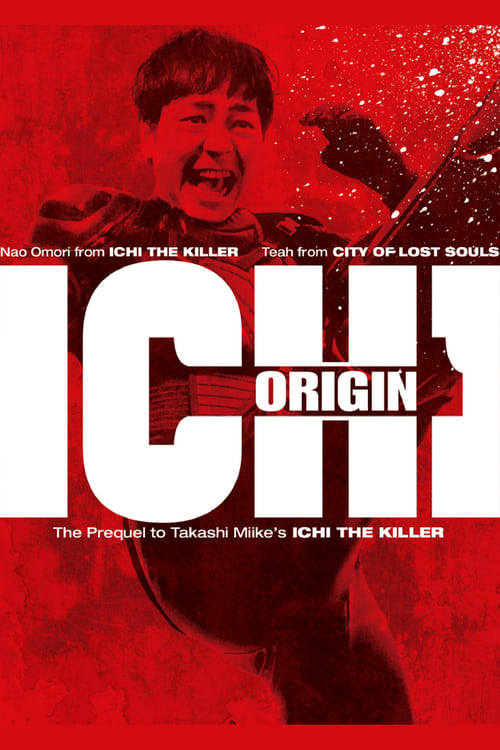 Nao Omori from ICHI THE KILLER Teah from CITY OF LOST SOULS
ICHI1
ORIGIN
The Prequel to Takashi Miike's ICHI THE KILLER